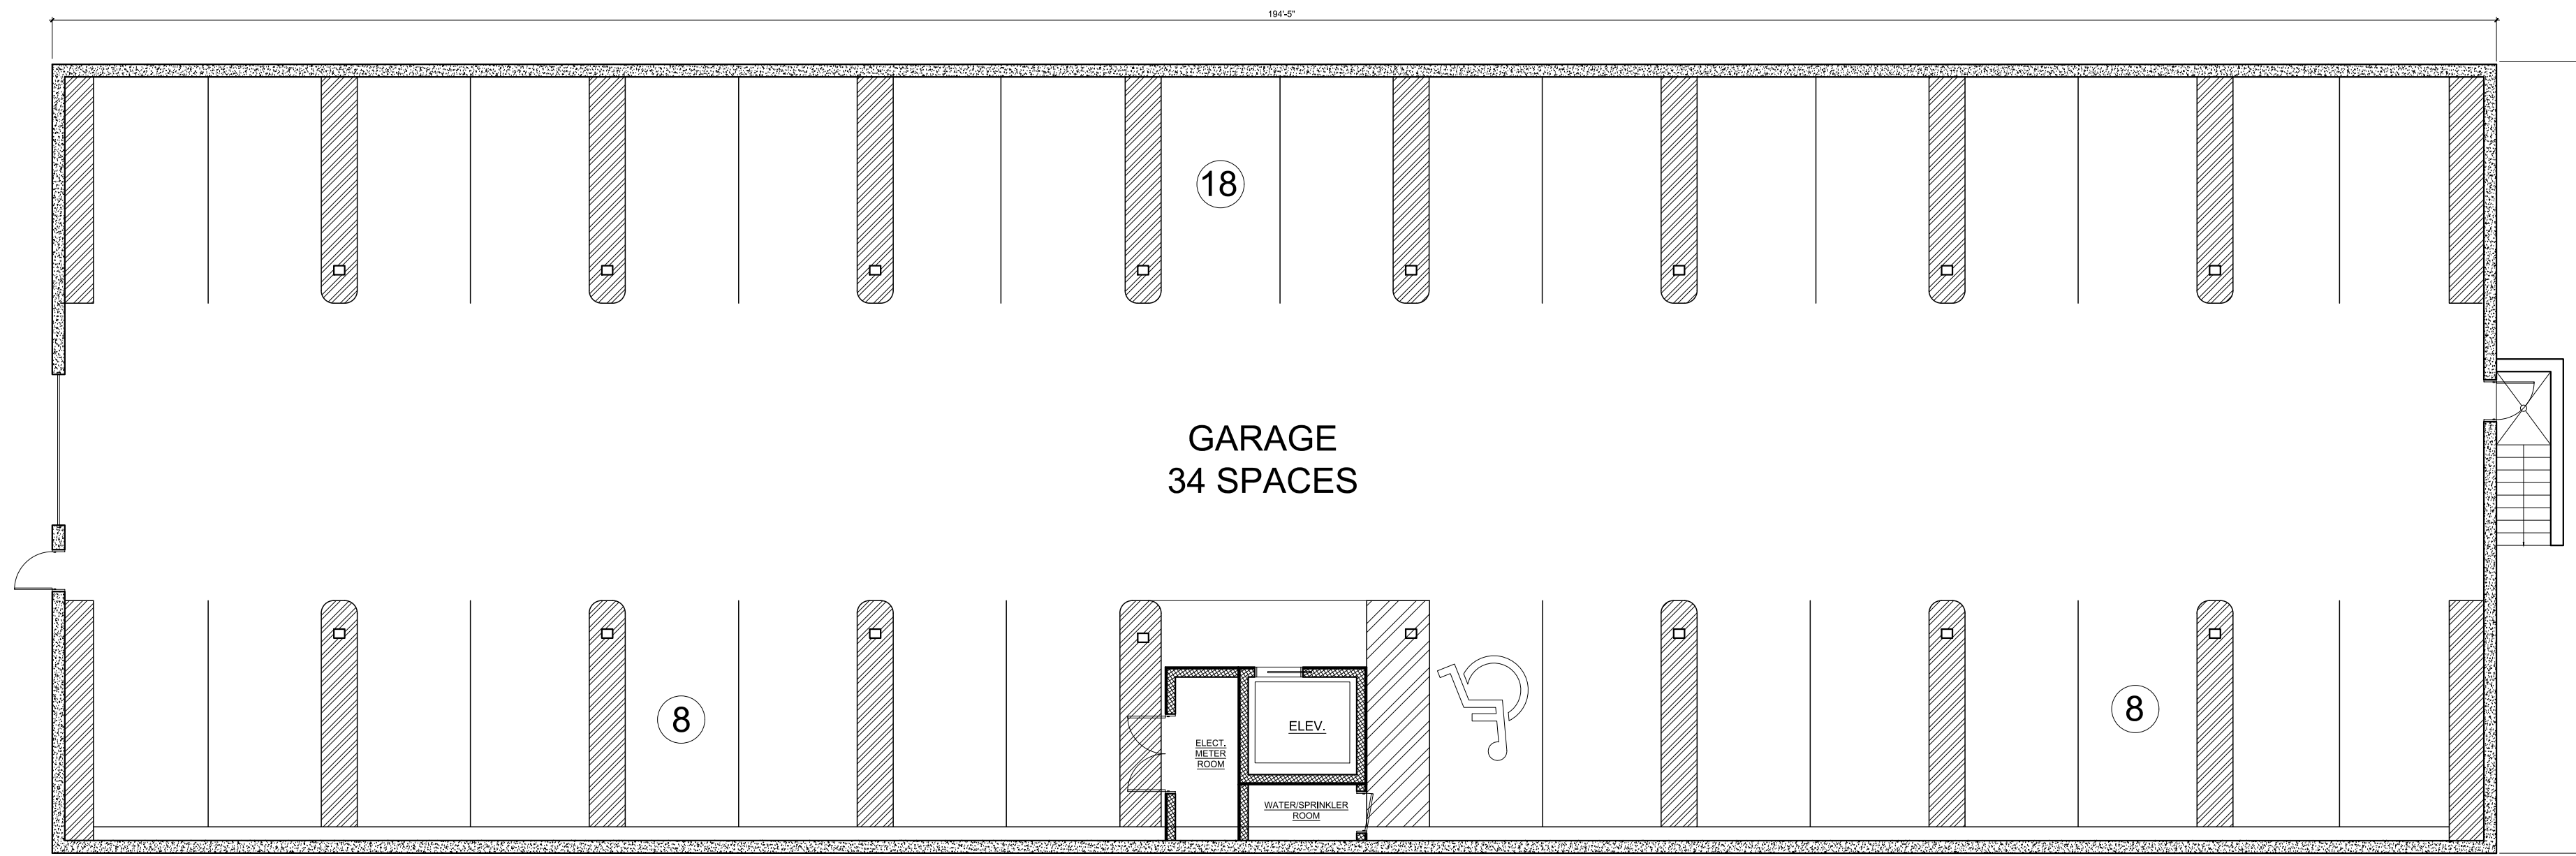 194'-5"
18
GARAGE
34 SPACES
8
8
ELEV.
ELECT.
METER
ROOM
WATER/SPRINKLER
ROOM